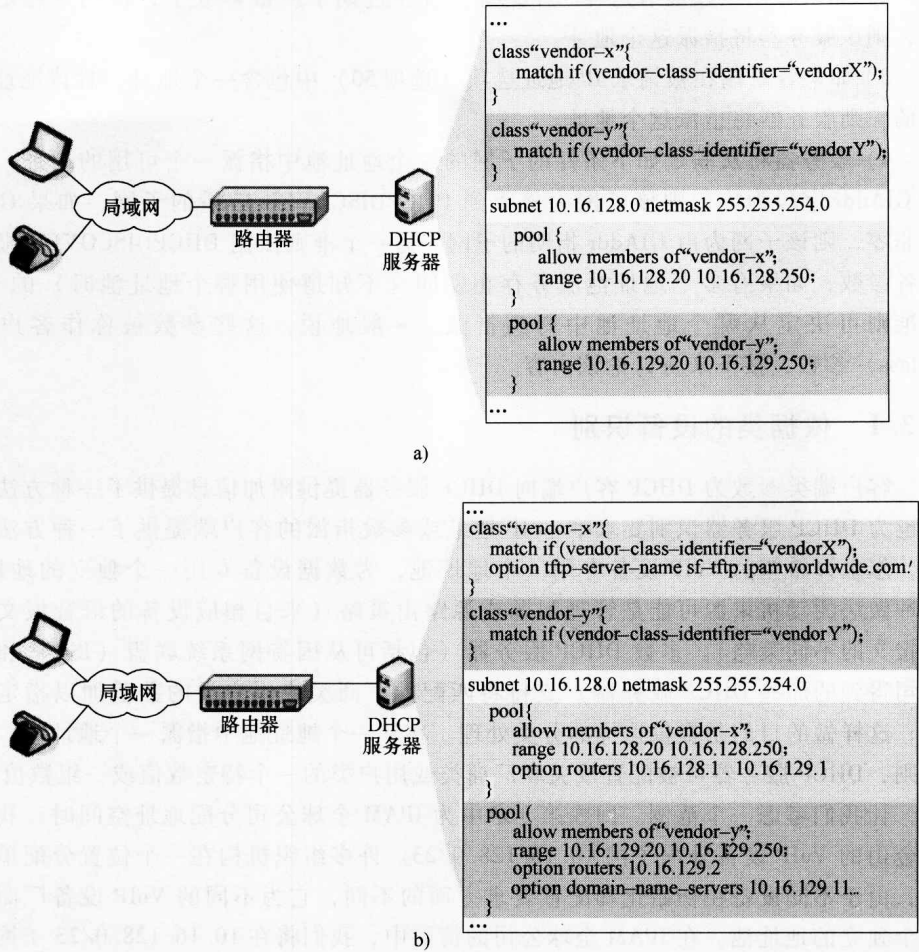 ...
class“vendor–x”{
match if (vendor–class–identifier=“vendorX”);
}
class“vendor–y”{
match if (vendor–class–identifier=“vendorY”);
}
subnet 10.16.128.0 netmask 255.255.254.0
pool {
allow members of“vendor–x”;
range 10.16.128.20 10.16.128.250;
}
pool {
allow members of“vendor–y”;
range 10.16.129.20 10.16.129.250;
}
...
局域网
路由器
DHCP
服务器
a)
...
class“vendor–x”{
match if (vendor–class–identifier=“vendorX”);
option tftp–server–name sf–tftp.ipamworldwide.com.
}
class“vendor–y”{
match if (vendor–class–identifier=“vendorY”);
}
subnet 10.16.128.0 netmask 255.255.254.0
pool{
allow members of“vendor–x”;
range 10.16.128.20 10.16.128.250;
option routers 10.16.128.1, 10.16.129.1
}
pool (
allow members of“vendor–y”;
range 10.16.129.20 10.16.129.250;
option routers 10.16.129.2
option domain–name–servers 10.16.129.11..
}
...
局域网
路由器
DHCP
服务器
b)